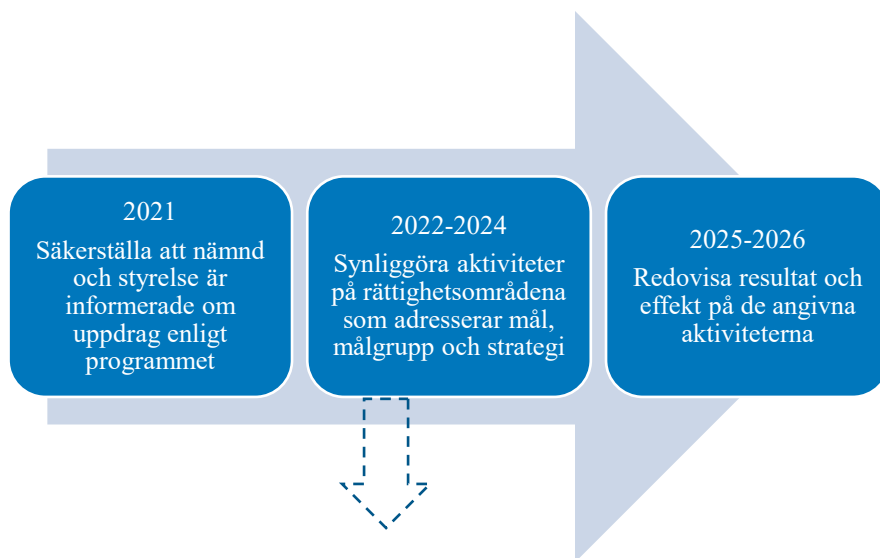 2021
Säkerställa att nämnd
och styrelse är
informerade om
uppdrag enligt
programmet
2022-2024
Synliggöra aktiviteter
på rättighetsområdena
som adresserar mål,
målgrupp och strategi
2025-2026
Redovisa resultat och
effekt på de angivna
aktiviteterna